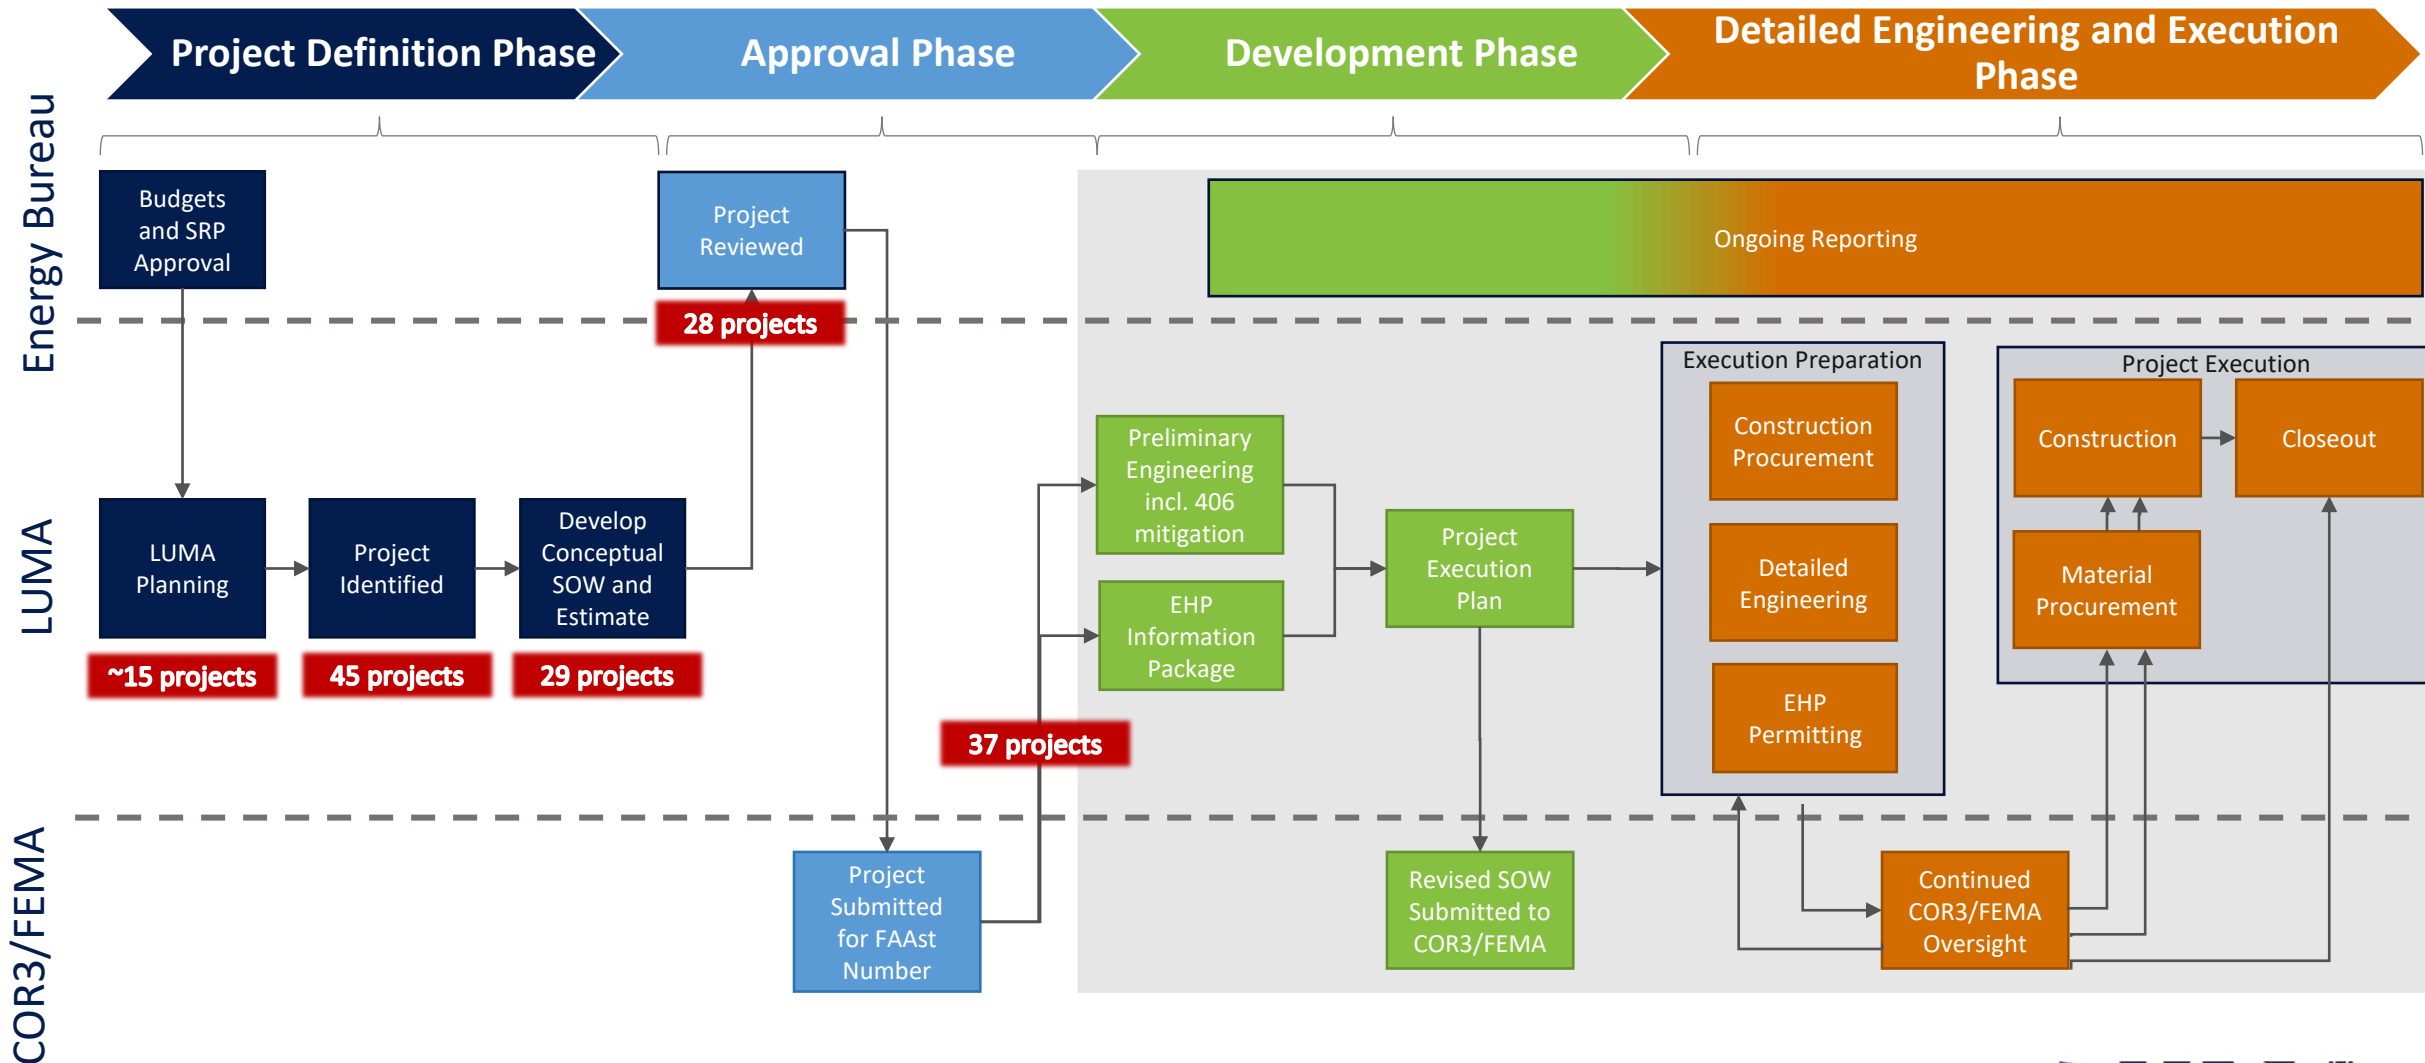 Project Definition Phase
Approval Phase
Development Phase
Detailed Engineering and Execution
Phase
Energy Bureau
Budgets
and SRP
Approval
Project
Reviewed
Ongoing Reporting
28 projects
LUMA
LUMA
Planning
Project
Identified
Develop
Conceptual
SOW and
Estimate
~15 projects
45 projects
29 projects
37 projects
Preliminary
Engineering
incl. 406
mitigation
EHP
Information
Package
Project
Execution
Plan
Execution Preparation
Construction
Procurement
Detailed
Engineering
EHP
Permitting
Project Execution
Construction
Closeout
Material
Procurement
COR3/FEMA
Project
Submitted
for FAAst
Number
Revised SOW
Submitted to
COR3/FEMA
Continued
COR3/FEMA
Oversight